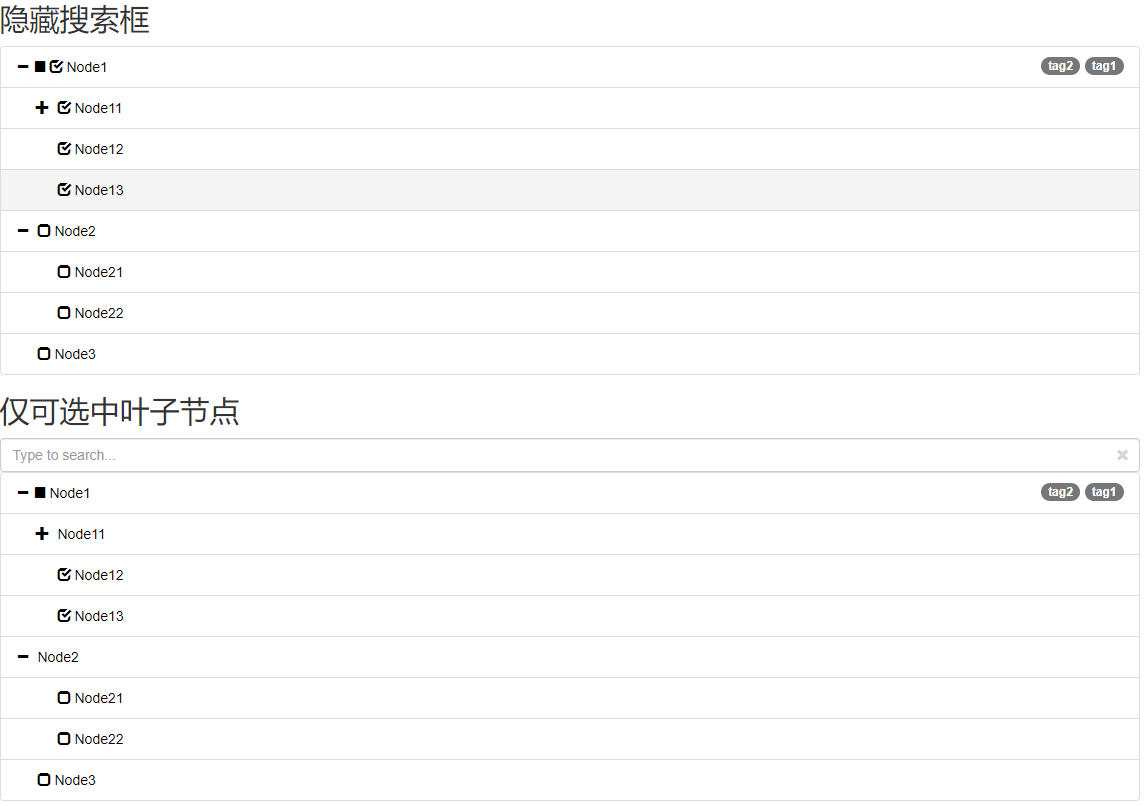 隐藏搜索框
Node1 tag2 tag1
Node11
Node12
Node13
Node2
Node21
Node22
Node3
仅可选中叶子节点
Type to search...
Node1 tag2 tag1
Node11
Node12
Node13
Node2
Node21
Node22
Node3